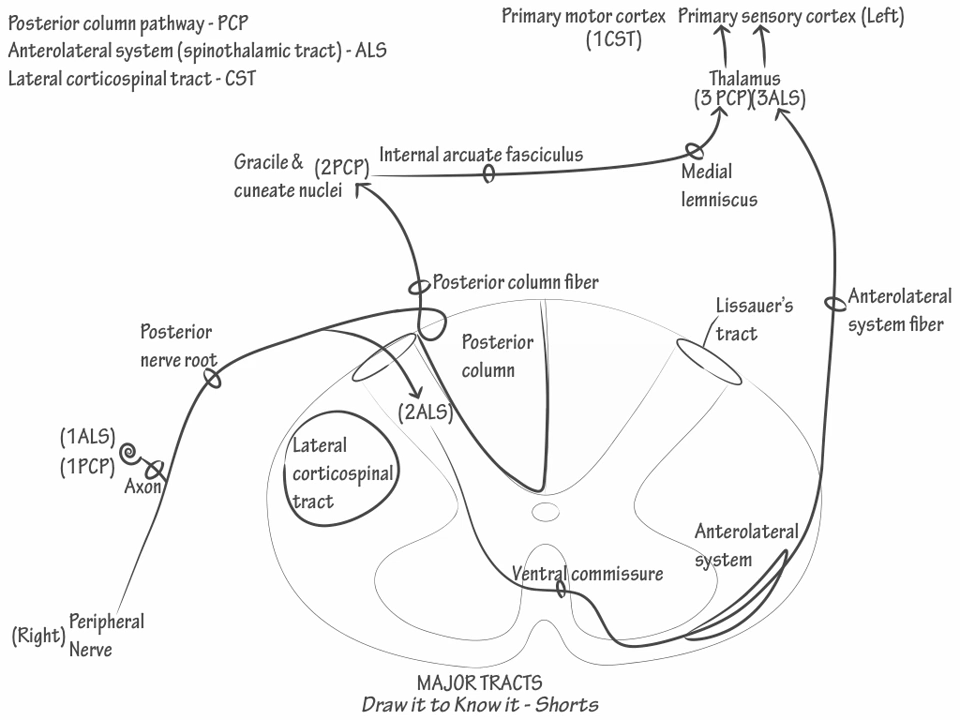 Posterior column pathway - PCP
Anterolateral system (spinothalamic tract) - ALS
Lateral corticospinal tract - CST
Primary motor cortex
(1CST)
Primary sensory cortex (Left)
Thalamus
(3 PCP)(3ALS)
Gracile &
cuneate nuclei
(2PCP)
Internal arcuate fasciculus
Medial
lemniscus
Posterior column fiber
Anterolateral
system fiber
Lissauer's
tract
Posterior
nerve root
Posterior
column
(2ALS)
(1ALS)
(1PCP)
Axon
Lateral
corticospinal
tract
Anterolateral
system
Ventral commissure
(Right)
Peripheral
Nerve
MAJOR TRACTS
Draw it to Know it - Shorts